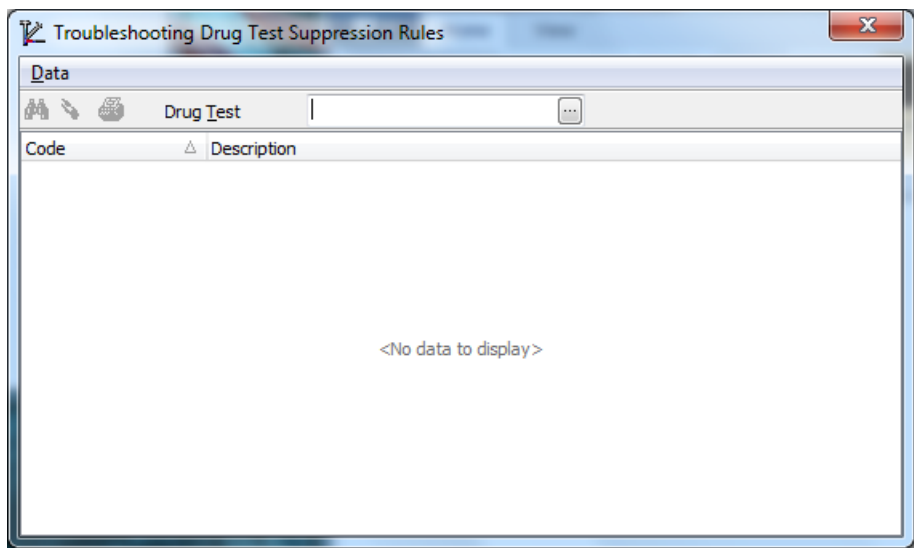 Troubleshooting Drug Test Suppression Rules
Data
Drug Test
Code Description
<No data to display>